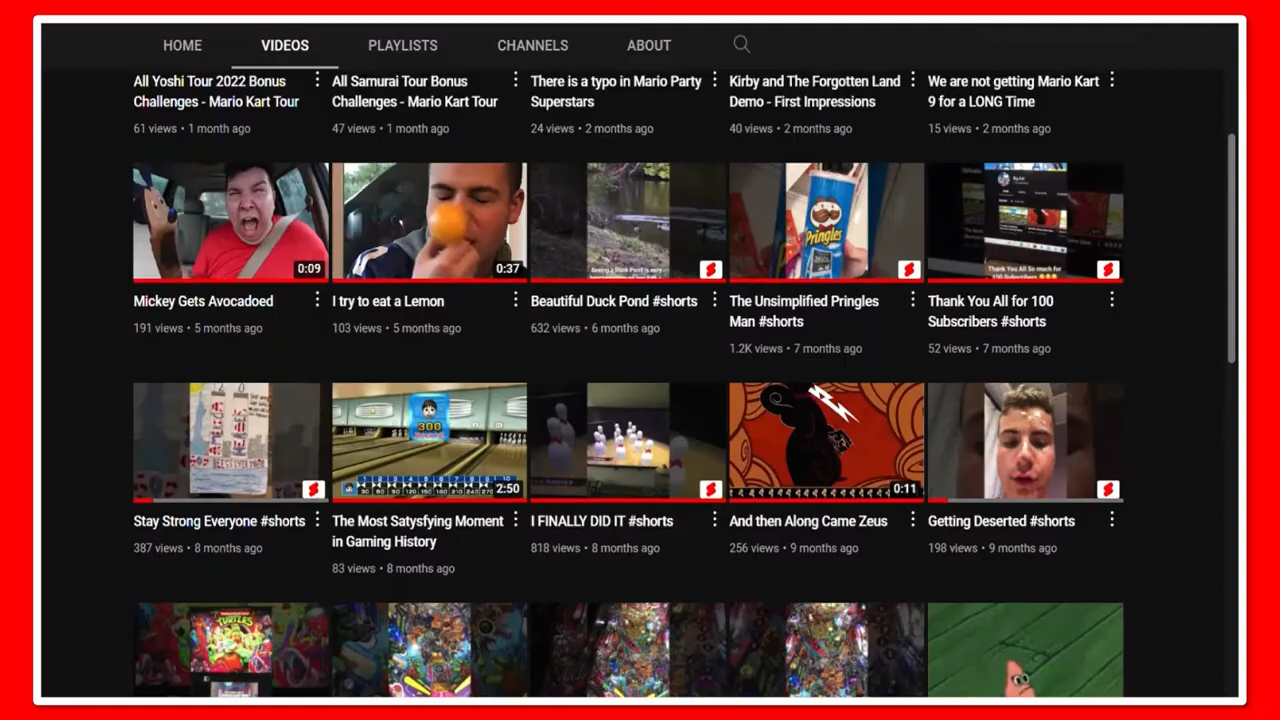 HOME VIDEOS PLAYLISTS CHANNELS ABOUT
All Yoshi Tour 2022 Bonus
Challenges - Mario Kart Tour
61 views • 1 month ago
All Samurai Tour Bonus
Challenges - Mario Kart Tour
47 views • 1 month ago
There is a typo in Mario Party
Superstars
24 views • 2 months ago
Kirby and The Forgotten Land
Demo - First Impressions
40 views • 2 months ago
We are not getting Mario Kart
9 for a LONG Time
15 views • 2 months ago
0:09
Mickey Gets Avocadoed
191 views • 5 months ago
0:37
I try to eat a Lemon
103 views • 5 months ago
Beautiful Duck Pond #shorts
632 views • 6 months ago
Pringles
The Unsimplified Pringles
Man #shorts
1.2K views • 7 months ago
Thank You All So much for
100 Subscribers
Thank You All for 100
Subscribers #shorts
52 views • 7 months ago
Stay Strong Everyone #shorts
387 views • 8 months ago
300
2:50
The Most Satysfying Moment
in Gaming History
83 views • 8 months ago
I FINALLY DID IT #shorts
818 views • 8 months ago
0:11
And then Along Came Zeus
256 views • 9 months ago
Getting Deserted #shorts
198 views • 9 months ago
TURTLES